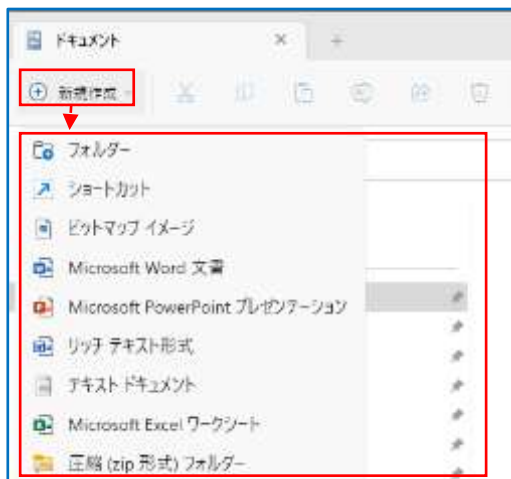 ドキュメント
新規作成
フォルダー
ショートカット
ビットマップ イメージ
Microsoft Word 文書
Microsoft PowerPoint プレゼンテーション
リッチ テキスト形式
テキスト ドキュメント
Microsoft Excel ワークシート
圧縮 (zip 形式) フォルダー